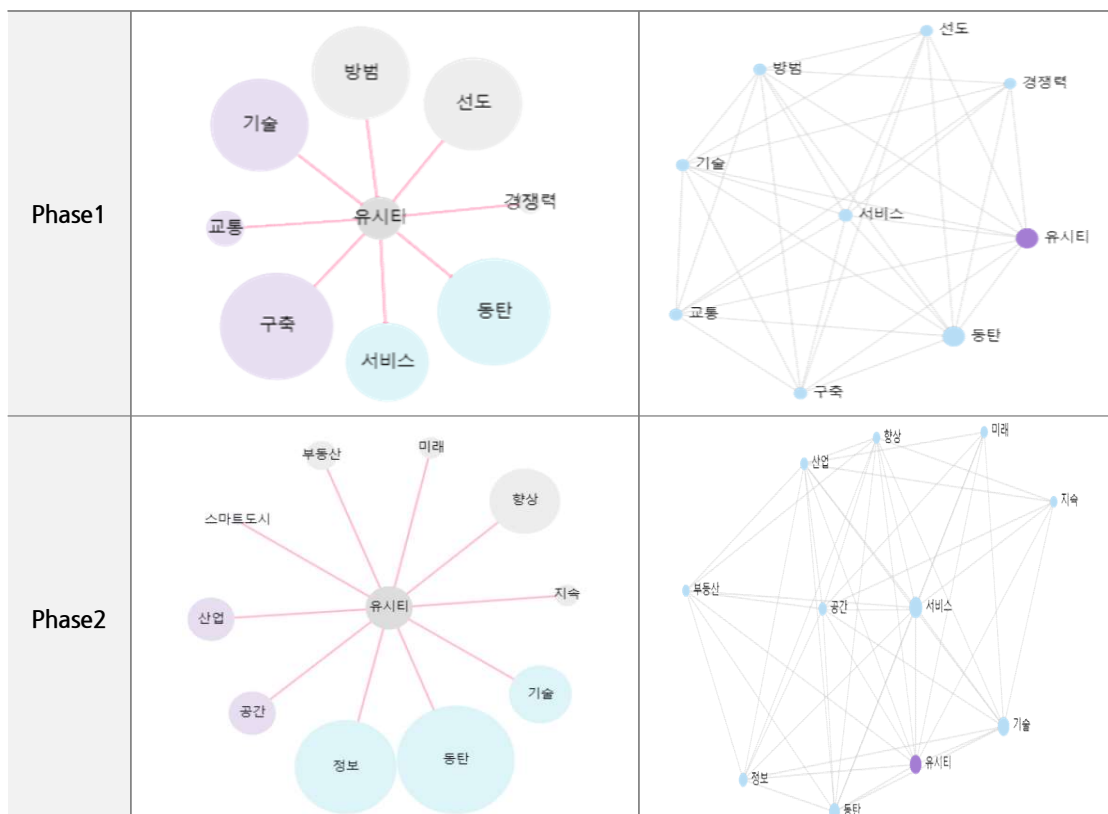 Phase1
방범
선도
기술
경쟁력
교통
유시티
구축
동탄
서비스
선도
방범
경쟁력
기술
서비스
유시티
교통
동탄
구축
Phase2
미래
부동산
향상
스마트도시
지속
유시티
산업
기술
공간
정보
동탄
미래
향상
산업
지속
부동산
공간
서비스
기술
유시티
정보
동탄